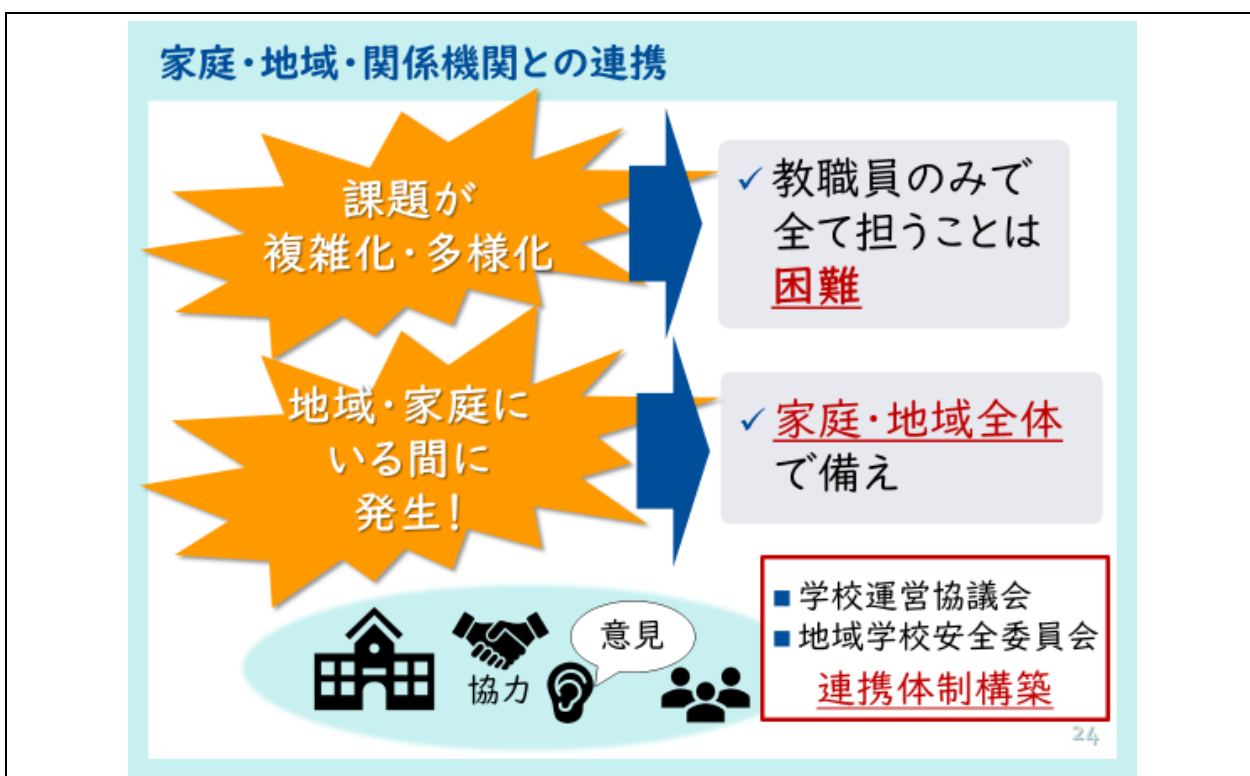 家庭・地域・関係機関との連携
課題が
複雑化・多様化
✓教職員のみで
全て担うことは
困難
地域・家庭に
いる間に
発生!
✓家庭・地域全体
で備え
協力
意見
■学校運営協議会
■地域学校安全委員会
連携体制構築
24